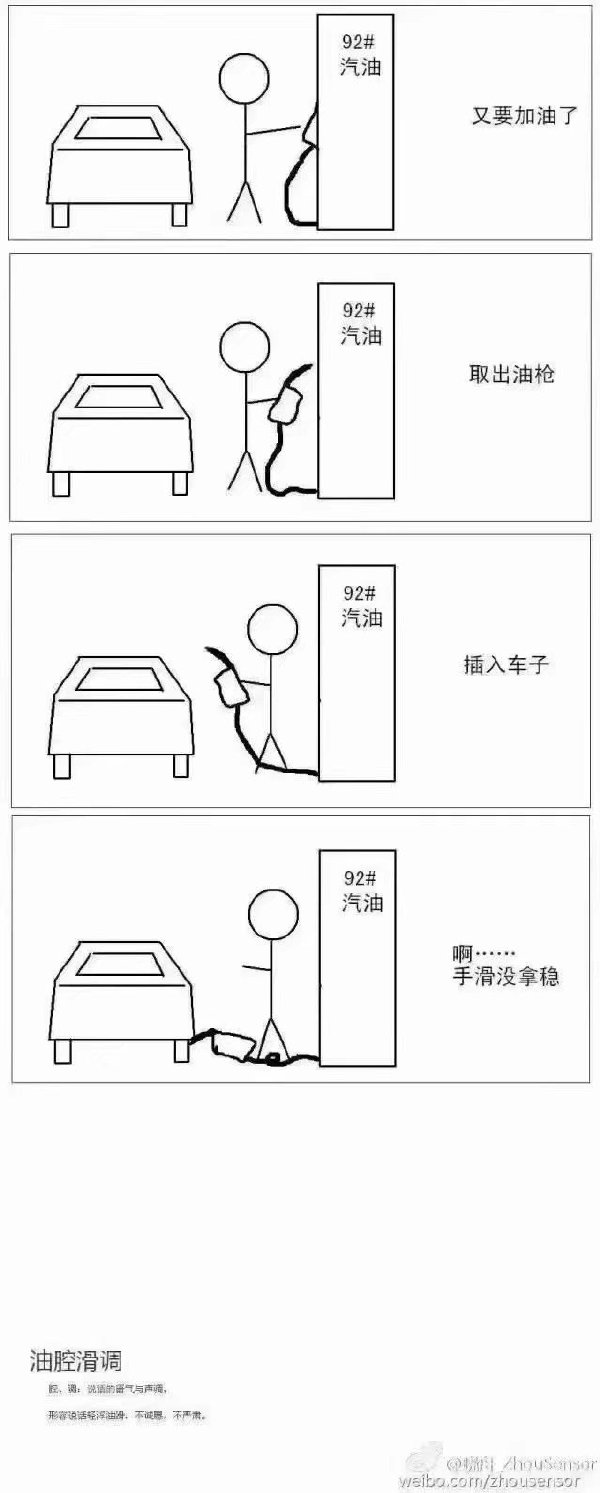 92#
汽油
又要加油了
92#
汽油
取出油枪
92#
汽油
插入车子
92#
汽油
啊……
手滑没拿稳
油腔滑调
腔、调：说话的语气与声调。
形容说话轻浮油滑，不诚恳，不严肃。
ZhouSensor
weibo.com/zhousensor